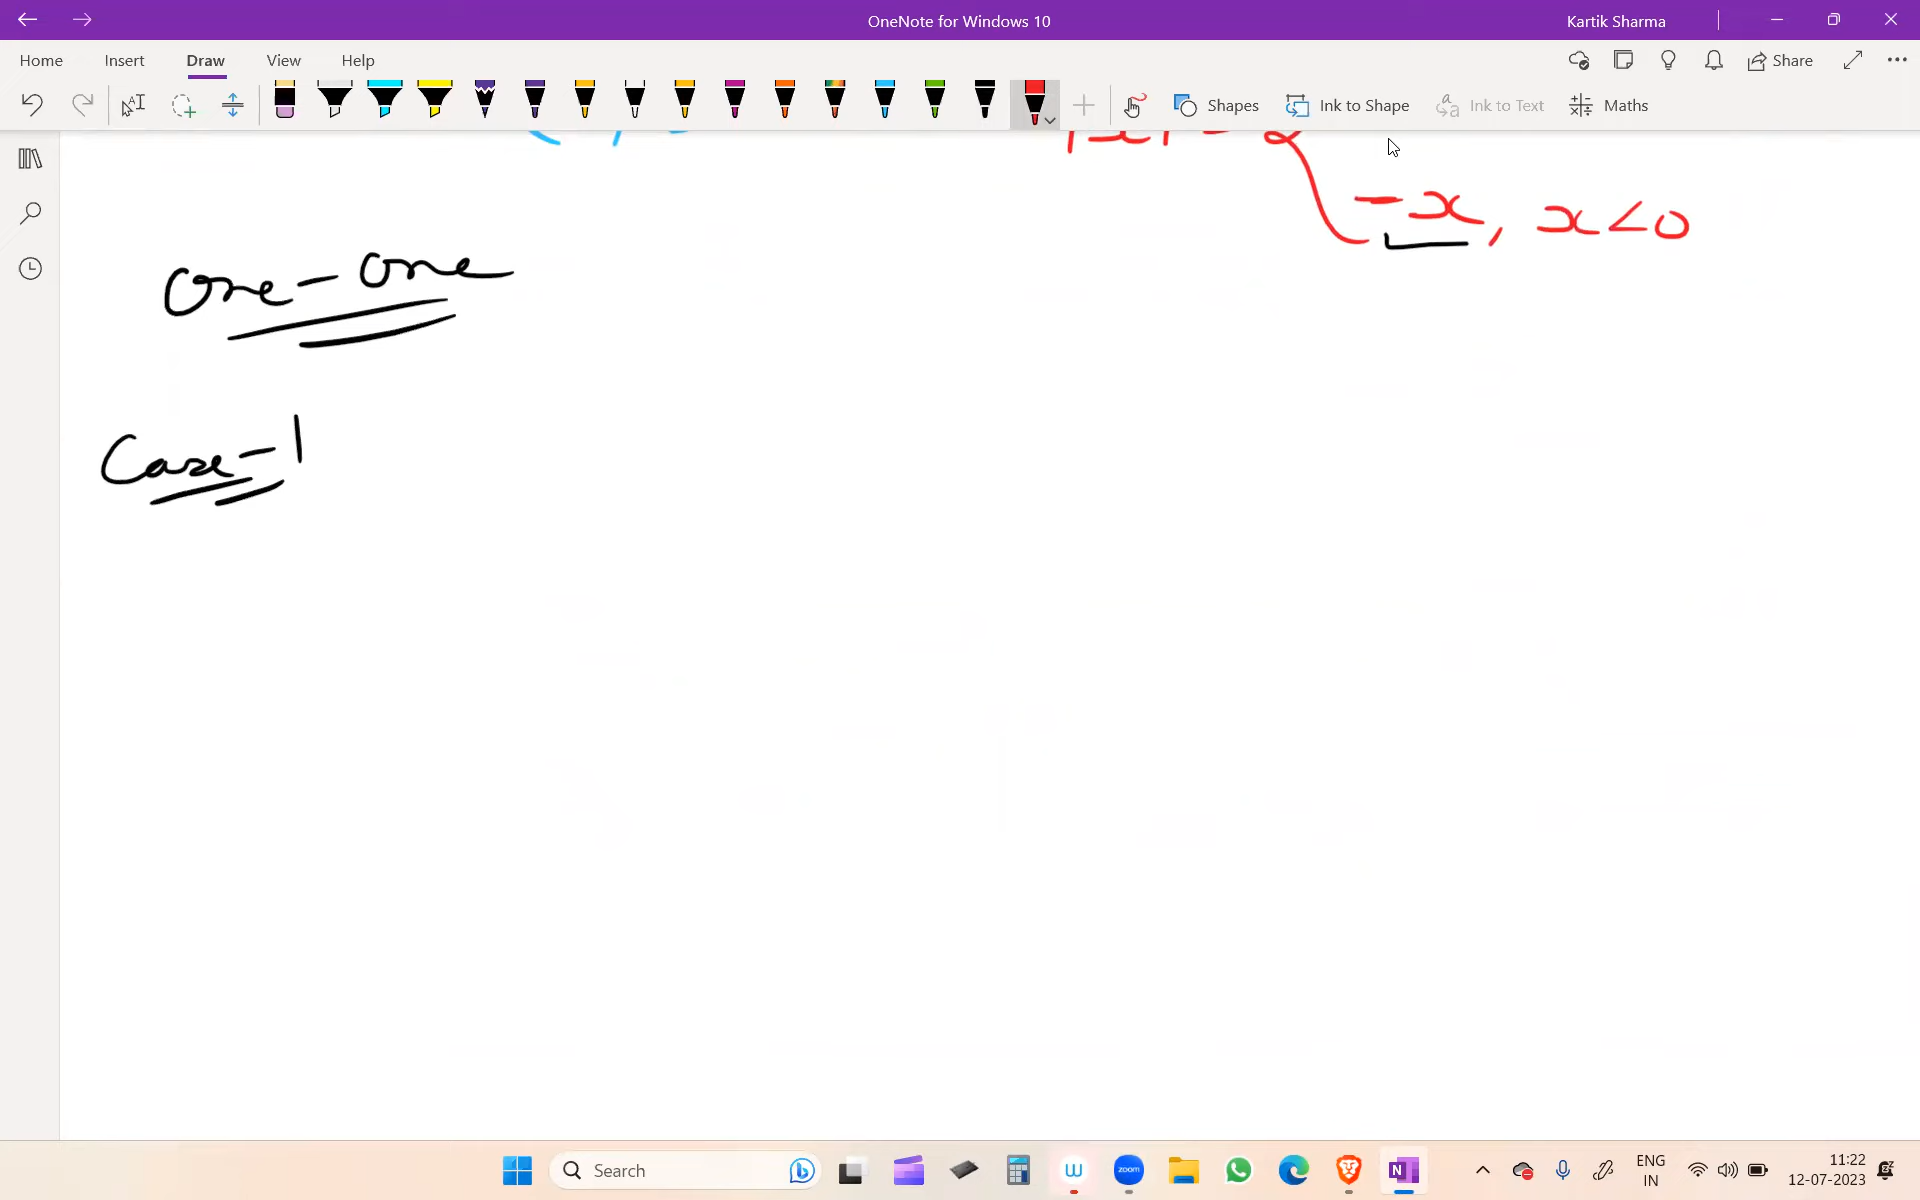 OneNote for Windows 10
Kartik Sharma
Home Insert Draw View Help
Share
Shapes Ink to Shape Ink to Text Maths
|x| =
-x, x<0
One-One
Case-1
Search
zoom
ENG
IN
11:22
12-07-2023